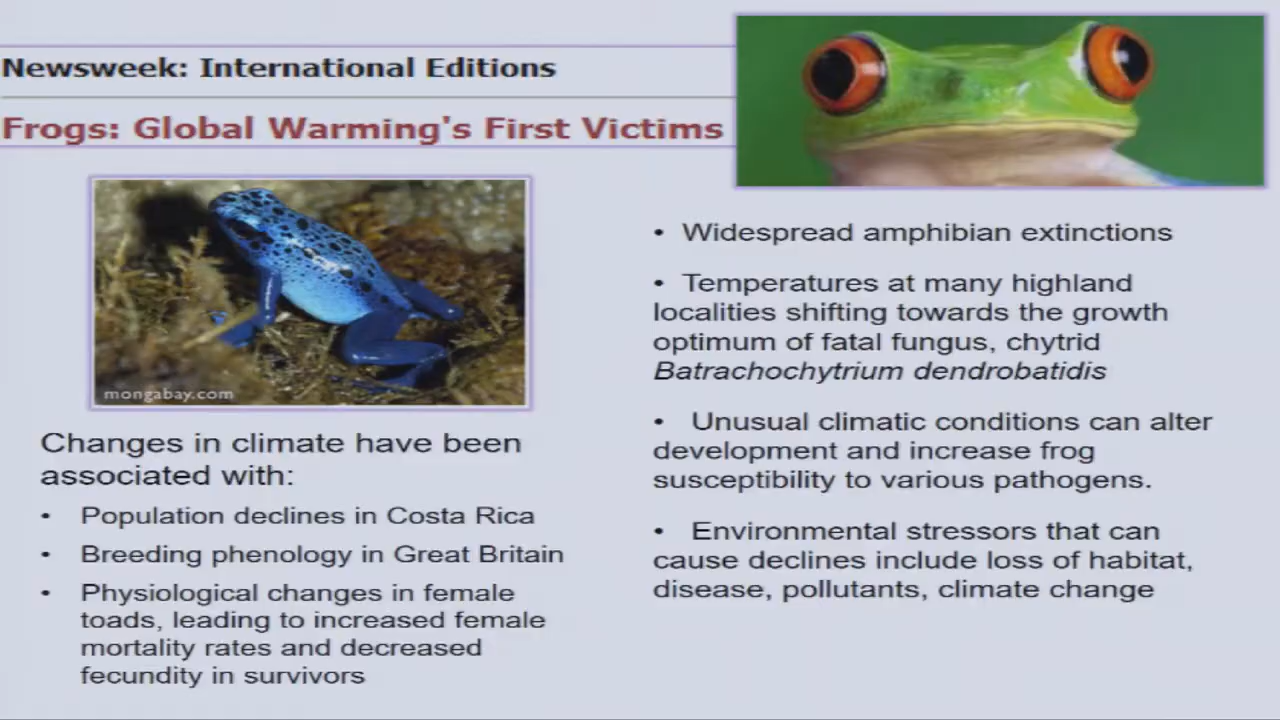 Newsweek: International Editions
Frogs: Global Warming's First Victims
mongabay.com
Changes in climate have been
associated with:
• Population declines in Costa Rica
• Breeding phenology in Great Britain
• Physiological changes in female
toads, leading to increased female
mortality rates and decreased
fecundity in survivors
• Widespread amphibian extinctions
• Temperatures at many highland
localities shifting towards the growth
optimum of fatal fungus, chytrid
Batrachochytrium dendrobatidis
• Unusual climatic conditions can alter
development and increase frog
susceptibility to various pathogens.
• Environmental stressors that can
cause declines include loss of habitat,
disease, pollutants, climate change